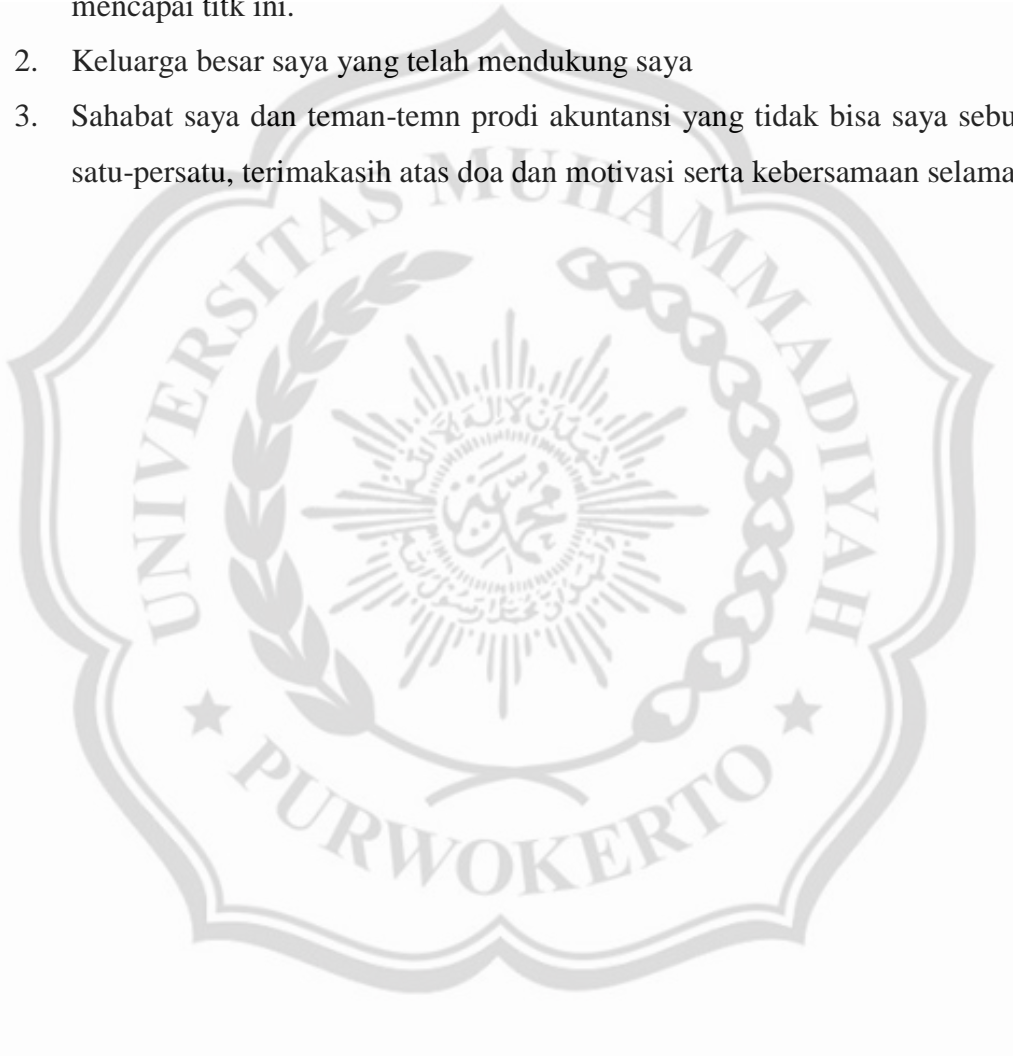 mencapai titk ini.
2. Keluarga besar saya yang telah mendukung saya
3. Sahabat saya dan teman-temn prodi akuntansi yang tidak bisa saya sebu
satu-persatu, terimakasih atas doa dan motivasi serta kebersamaan selama
UNIVERSITAS MUHAMMADIYAH
محمدية
★ PURWOKERTO ★